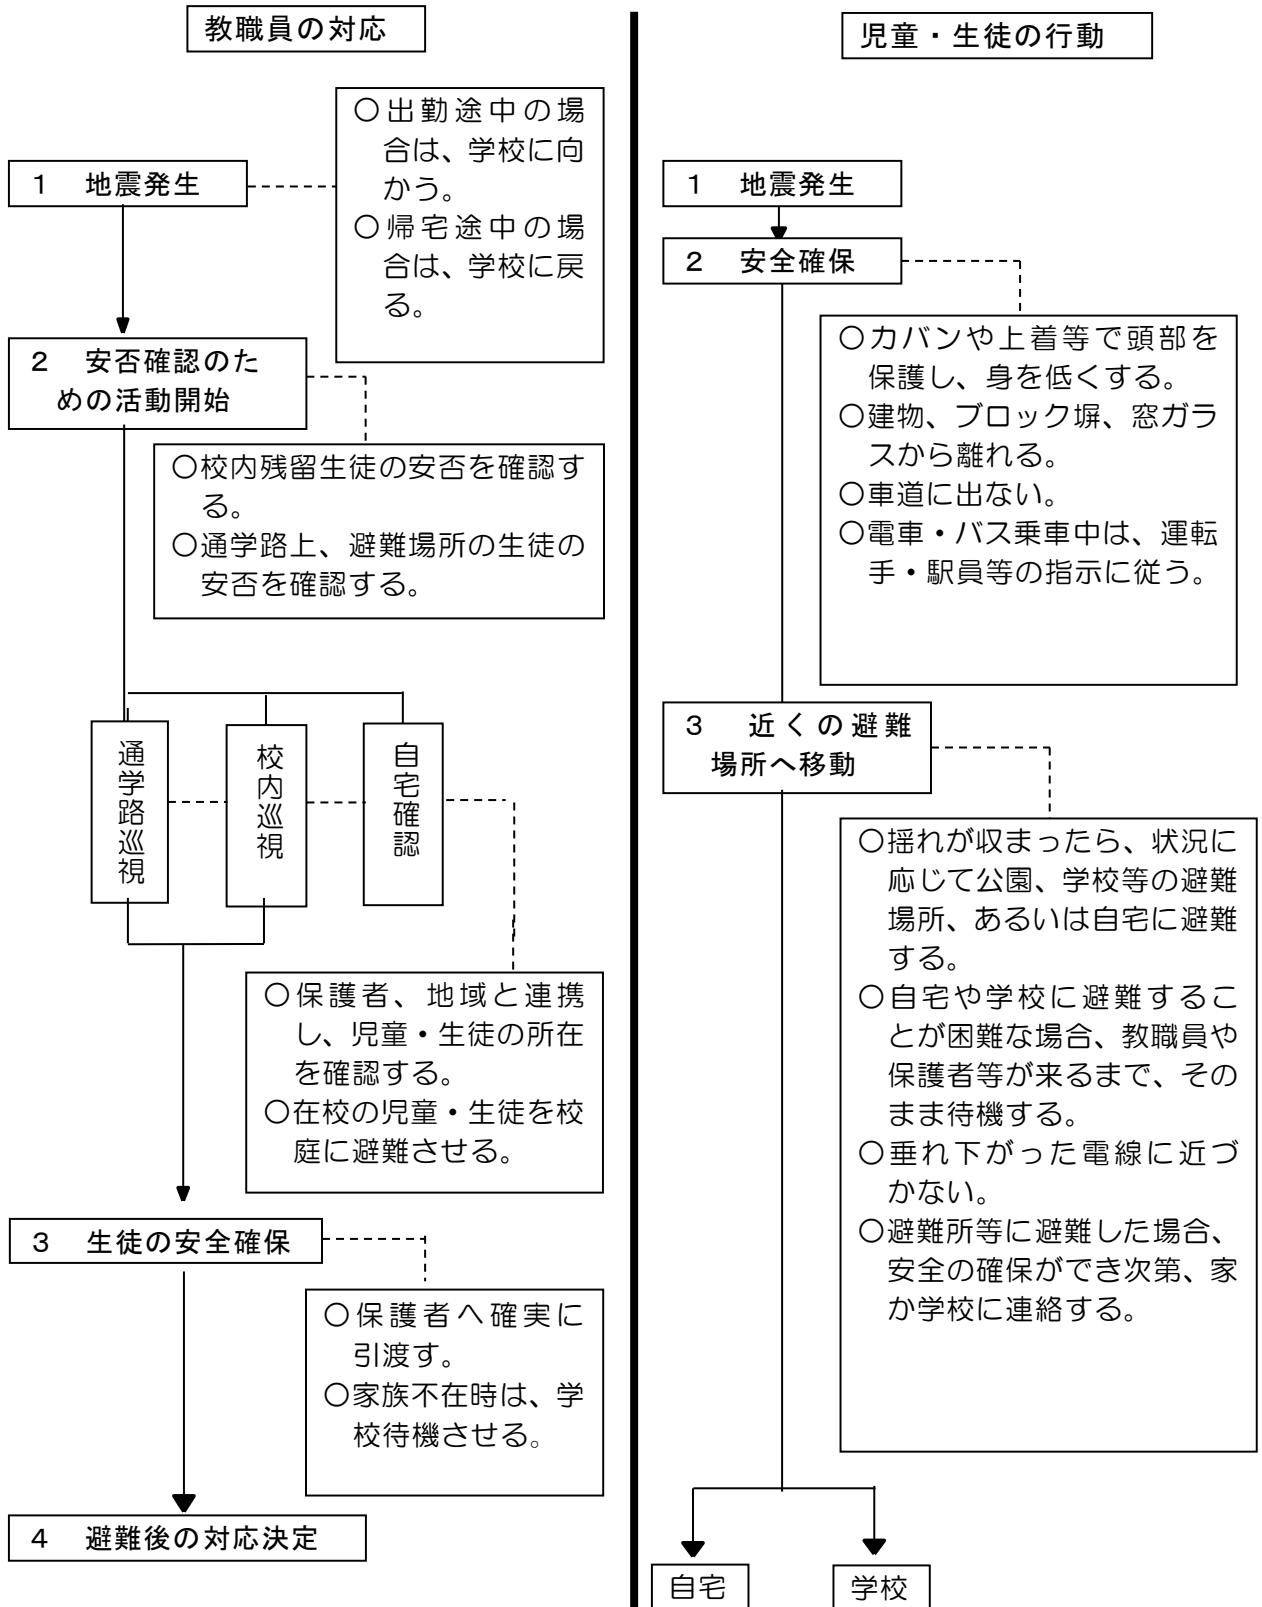 教職員の対応
1 地震発生
○出勤途中の場
合は、学校に向
かう。
○帰宅途中の場
合は、学校に戻
る。
2 安否確認のた
めの活動開始
○校内残留生徒の安否を確認す
る。
○通学路上、避難場所の生徒の
安否を確認する。
通学路巡視
校内巡視
自宅確認
○保護者、地域と連携
し、児童・生徒の所在
を確認する。
○在校の児童・生徒を校
庭に避難させる。
3 生徒の安全確保
○保護者へ確実に
引渡す。
○家族不在時は、学
校待機させる。
4 避難後の対応決定
児童・生徒の行動
1 地震発生
2 安全確保
○カバンや上着等で頭部を
保護し、身を低くする。
○建物、ブロック塀、窓ガラ
スから離れる。
○車道に出ない。
○電車・バス乗車中は、運転
手・駅員等の指示に従う。
3 近くの避難
場所へ移動
○揺れが収まったら、状況に
応じて公園、学校等の避難
場所、あるいは自宅に避難
する。
○自宅や学校に避難するこ
とが困難な場合、教職員や
保護者等が来るまで、その
まま待機する。
○垂れ下がった電線に近づ
かない。
○避難所等に避難した場合、
安全の確保ができ次第、家
か学校に連絡する。
自宅
学校